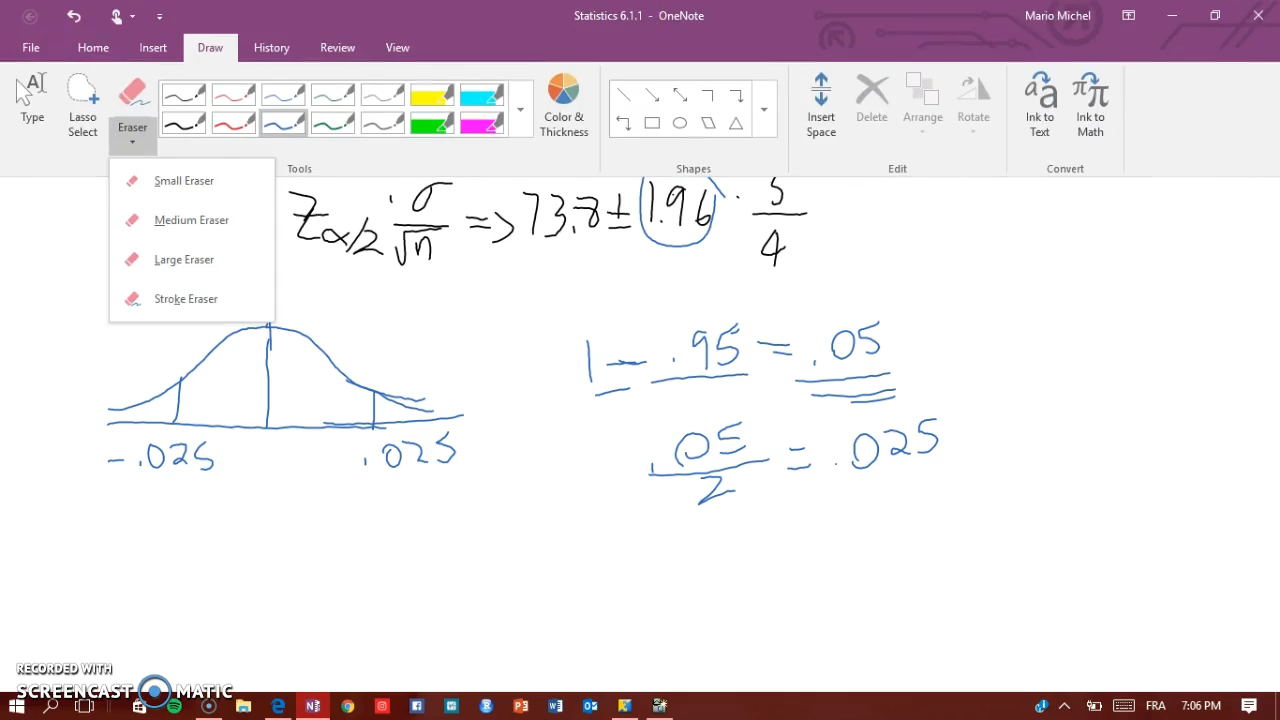 Statistics 6.1.1 - OneNote
Mario Michel
File Home Insert Draw History Review View
Type
Lasso Select
Eraser
Color & Thickness
Insert Space
Delete
Arrange
Rotate
Ink to Text
Ink to Math
Tools
Shapes
Edit
Convert
Small Eraser
Medium Eraser
Large Eraser
Stroke Eraser
Zα/2 · σ/√n => 73.8 ± 1.96 · 5/4
1 - .95 = .05
.05/2 = .025
-.025 .025
RECORDED WITH
SCREENCAST MATIC
FRA 7:06 PM